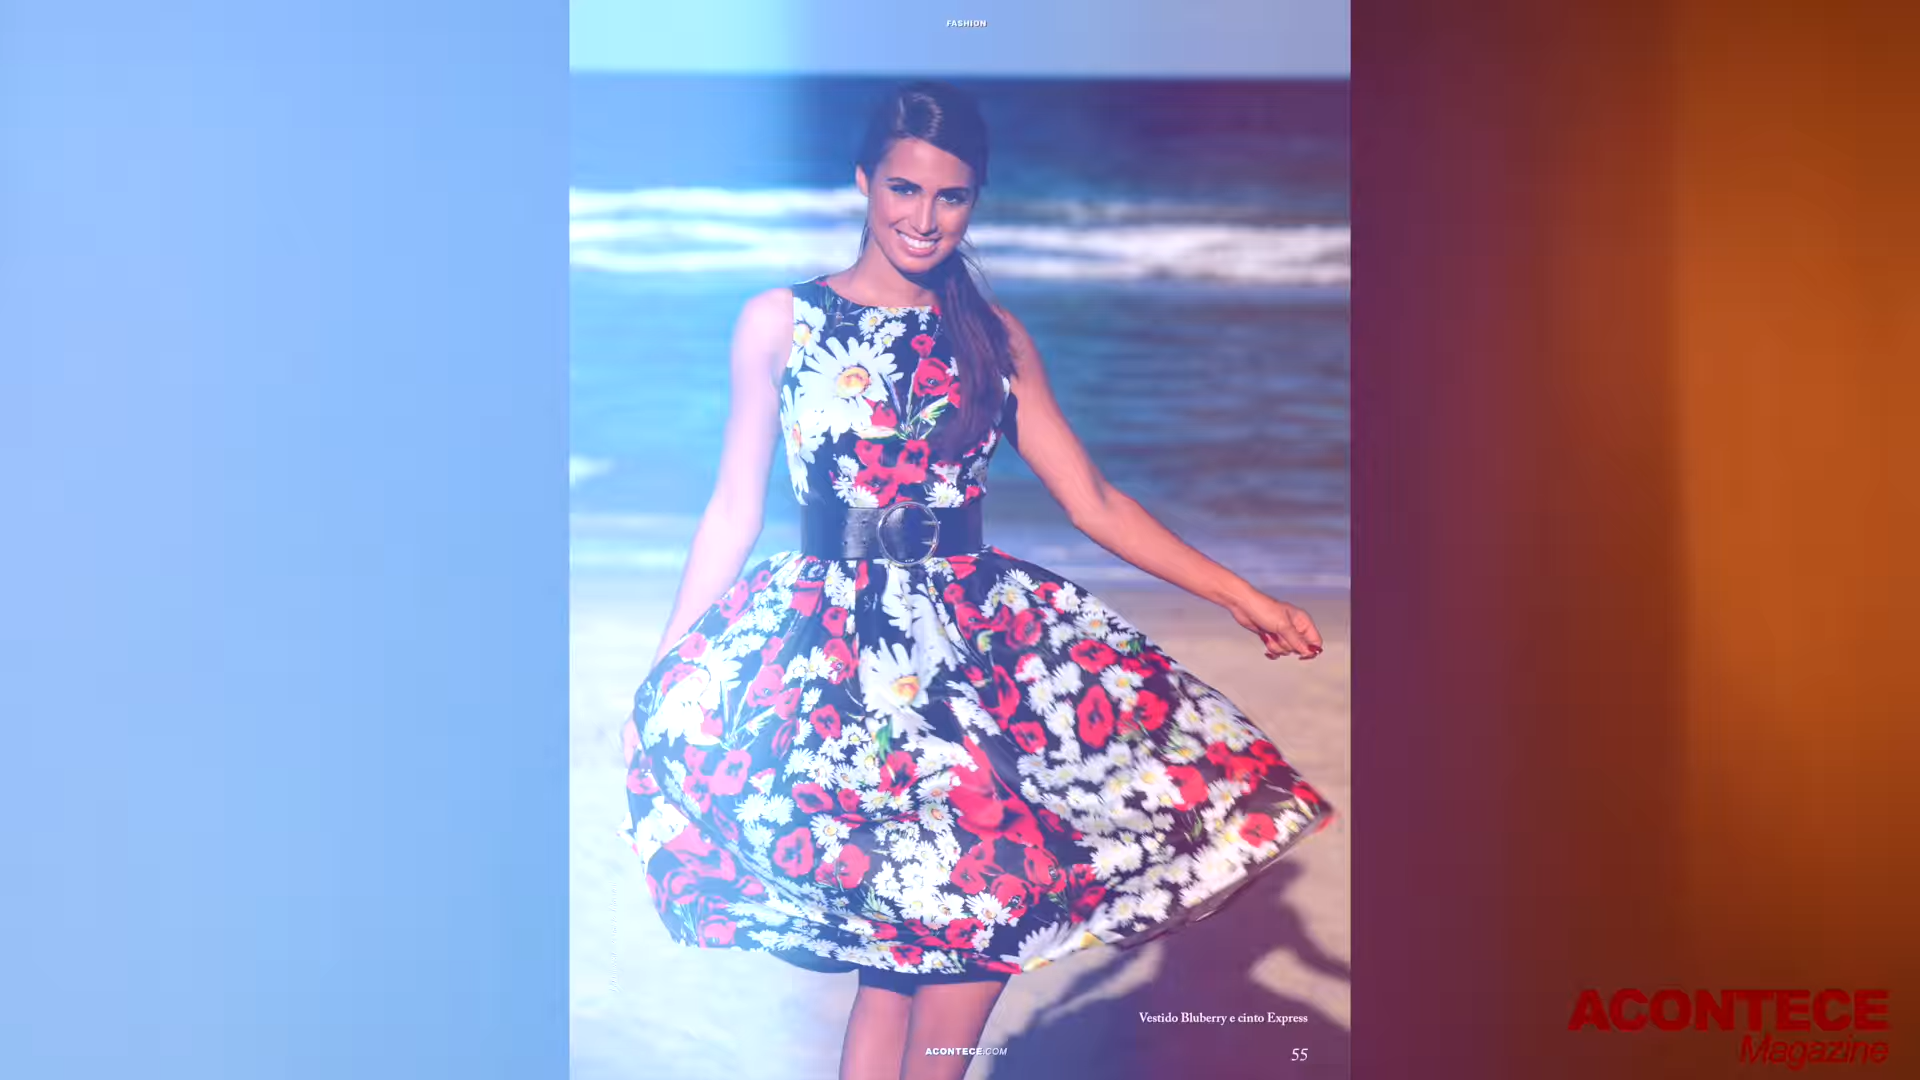 FASHION
Vestido Bluberry e cinto Express
ACONTECE.COM
55
ACONTECE
Magazine